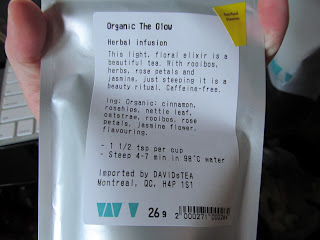 Organic The Glow
Herbal infusion
This light, floral elixir is a
beautiful tea. With rooibos,
herbs, rose petals and
jasmine, just steeping it is a
beauty ritual. Caffeine-free.
Ing: Organic: cinnamon,
rosehips, nettle leaf,
oatstraw, rooibos, rose
petals, jasmine flower,
flavouring.
- 1 1/2 tsp per cup
- Steep 4-7 min in 98°C water
Imported by DAVIDsTEA
Montreal, QC, H4P 1S1
26 g